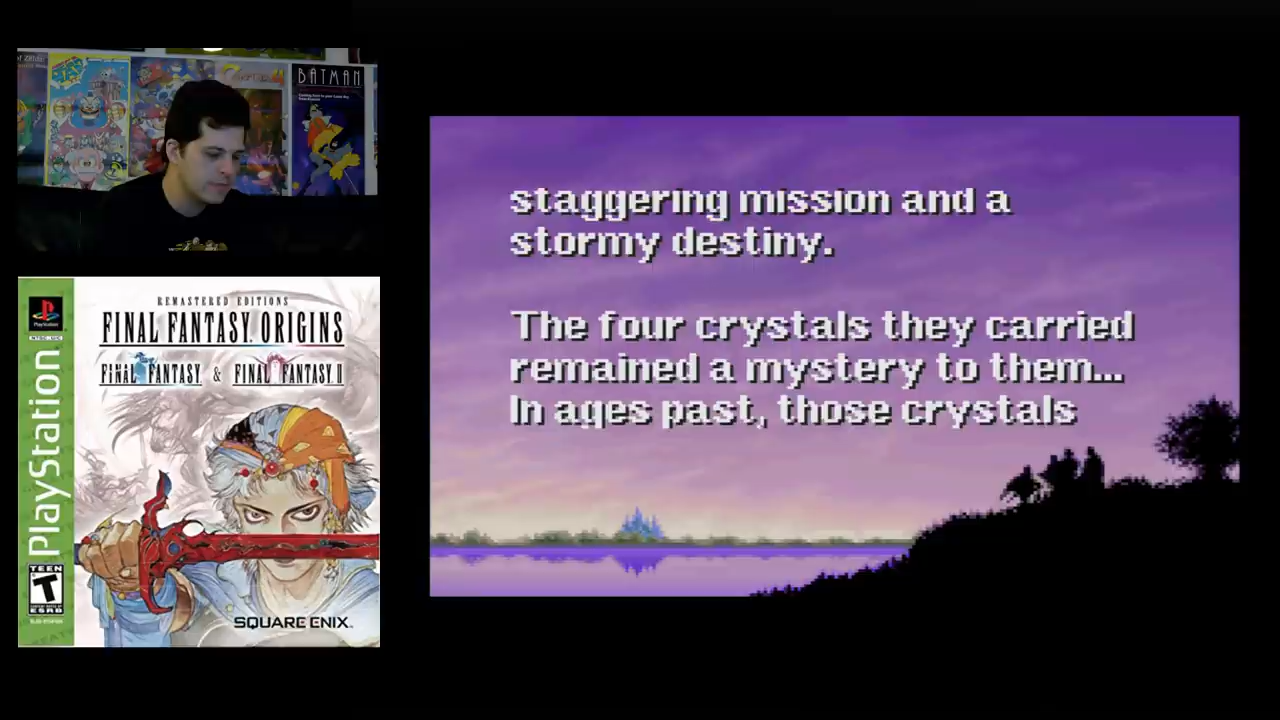 BATMAN
REMASTERED EDITIONS
FINAL FANTASY ORIGINS
FINAL FANTASY & FINAL FANTASY II
PlayStation
PlayStation
TEEN
T
ESRB
SQUARE ENIX
staggering mission and a
stormy destiny.
The four crystals they carried
remained a mystery to them...
In ages past, those crystals